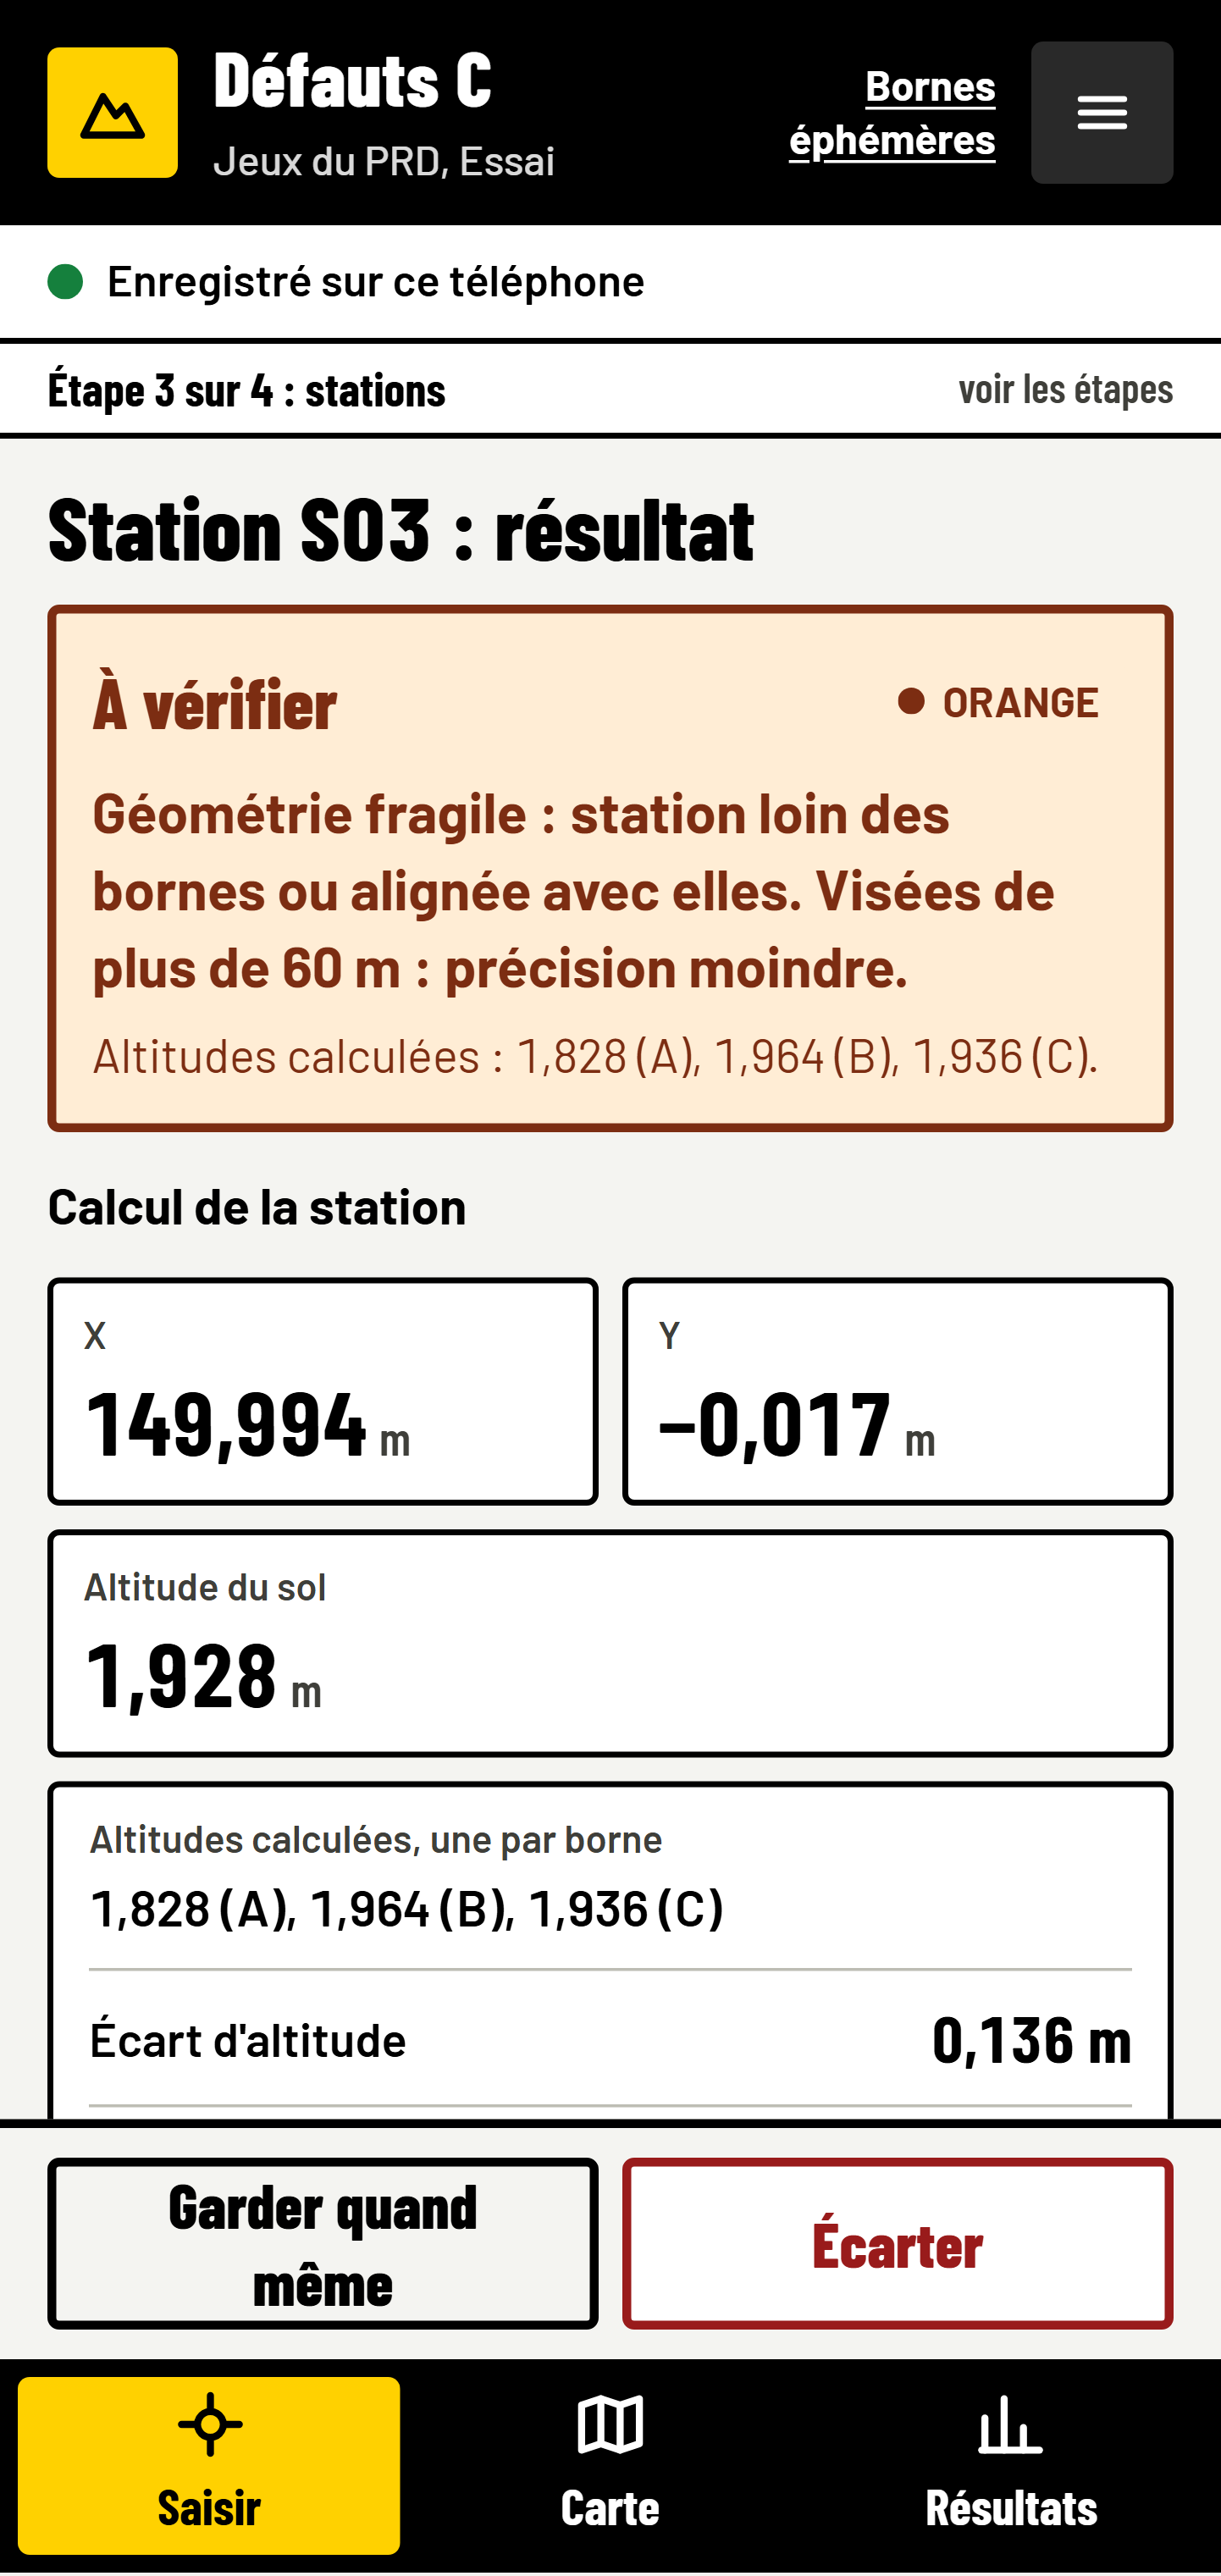 Défauts C
Jeux du PRD, Essai
Bornes
éphémères
Enregistré sur ce téléphone
Étape 3 sur 4 : stations
voir les étapes
Station S03 : résultat
À vérifier
ORANGE
Géométrie fragile : station loin des
bornes ou alignée avec elles. Visées de
plus de 60 m : précision moindre.
Altitudes calculées : 1,828 (A), 1,964 (B), 1,936 (C).
Calcul de la station
X
149,994 m
Y
−0,017 m
Altitude du sol
1,928 m
Altitudes calculées, une par borne
1,828 (A), 1,964 (B), 1,936 (C)
Écart d'altitude
0,136 m
Garder quand
même
Écarter
Saisir
Carte
Résultats